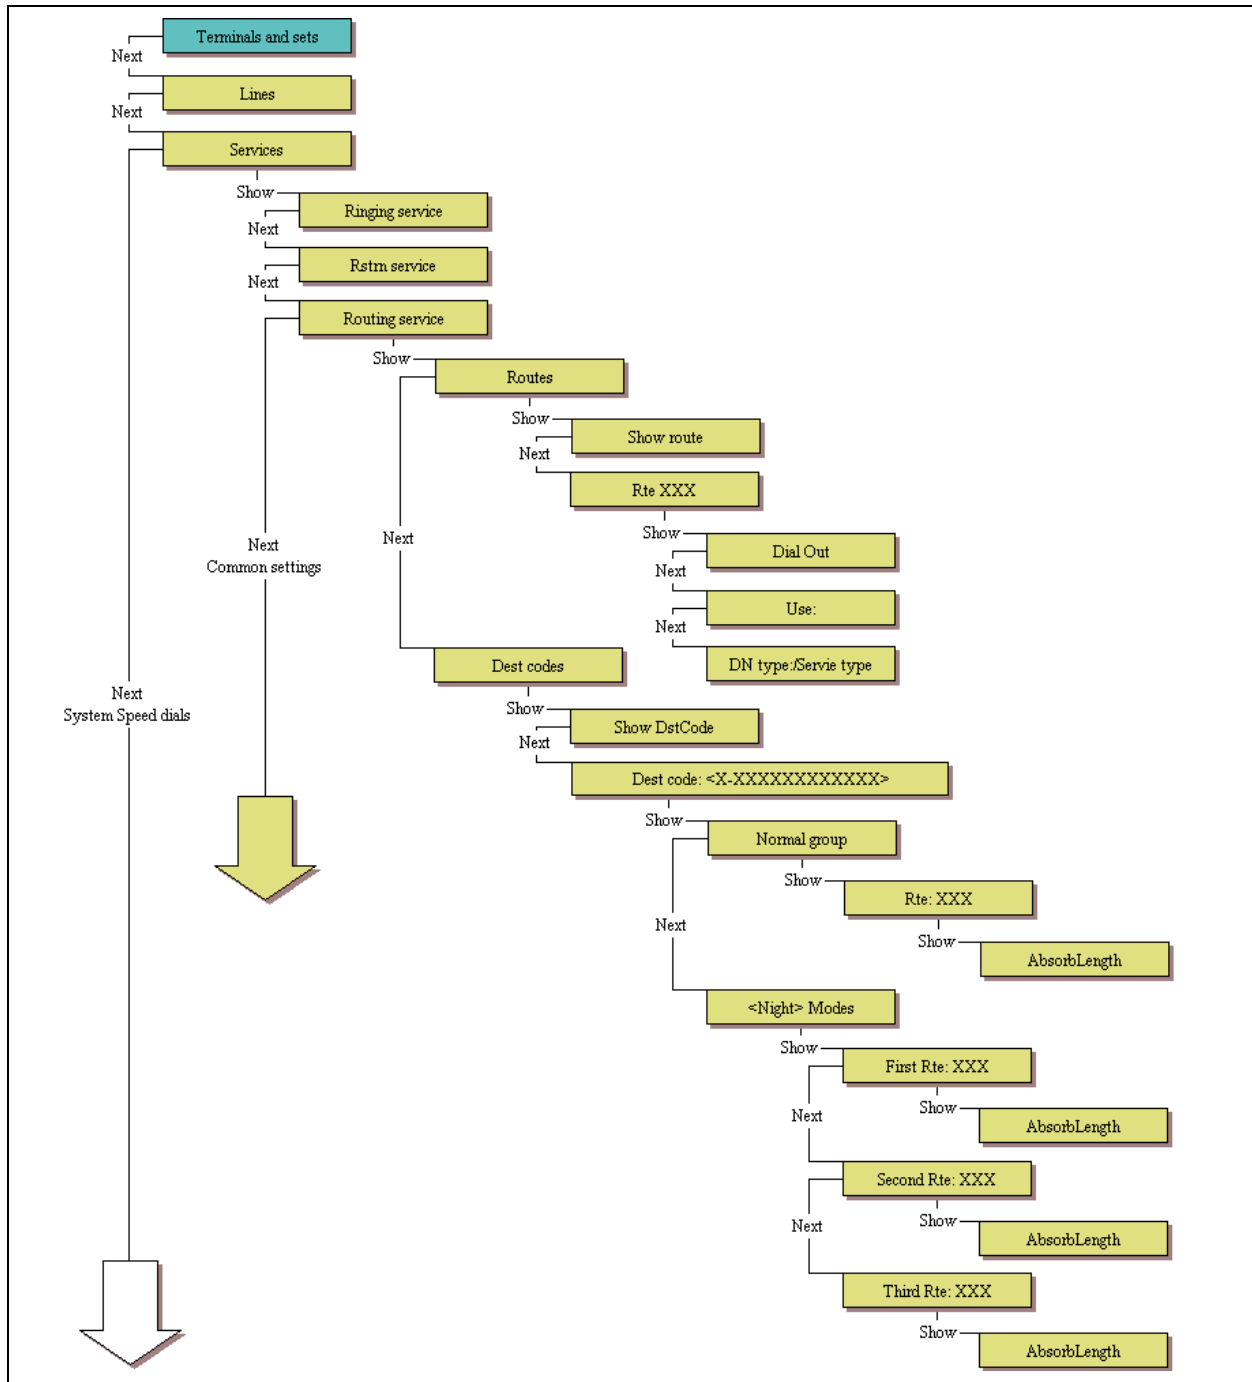 Terminals and sets
Next
Lines
Next
Services
Show
Ringing service
Next
Rstrn service
Next
Routing service
Show
Routes
Show
Show route
Next
Rte XXX
Show
Dial Out
Next
Use:
Next
DN type:/Servie type
Next
Next
Common settings
Next
System Speed dials
Dest codes
Show
Show DstCode
Next
Dest code: <X-XXXXXXXXXXXX>
Show
Normal group
Show
Rte: XXX
Show
AbsorbLength
Next
<Night> Modes
Show
First Rte: XXX
Show
AbsorbLength
Next
Second Rte: XXX
Show
AbsorbLength
Next
Third Rte: XXX
Show
AbsorbLength